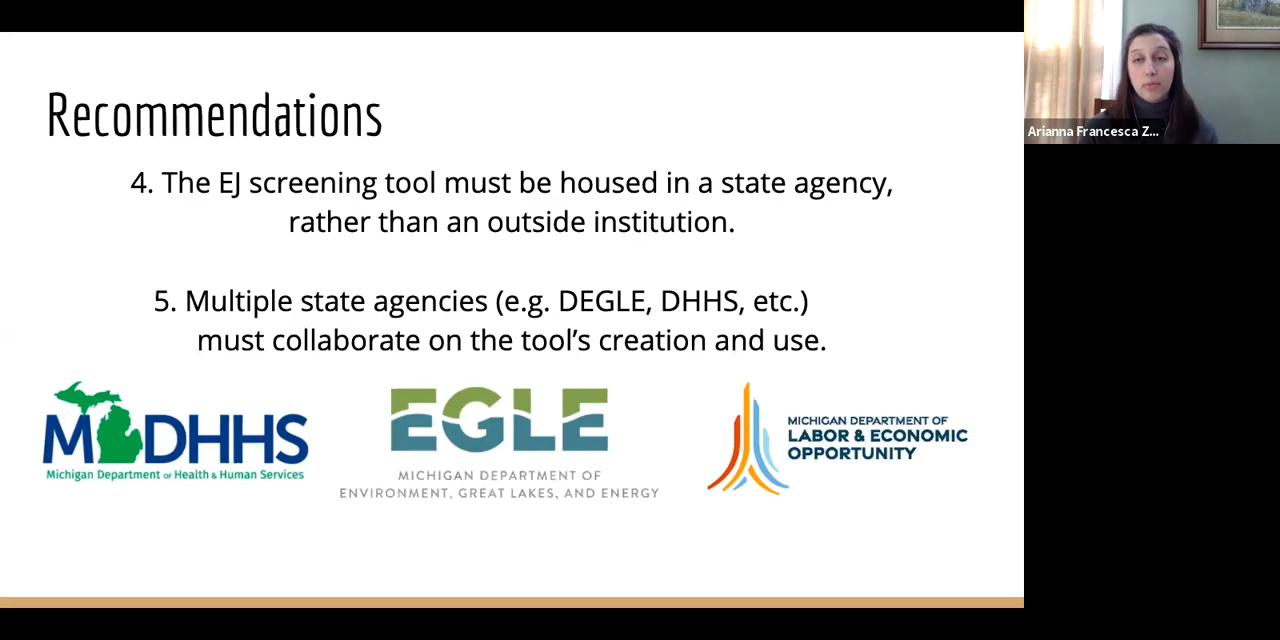 Recommendations
4. The EJ screening tool must be housed in a state agency,
rather than an outside institution.
5. Multiple state agencies (e.g. DEGLE, DHHS, etc.)
must collaborate on the tool’s creation and use.
MDHHS
Michigan Department of Health & Human Services
EGLE
MICHIGAN DEPARTMENT OF
ENVIRONMENT, GREAT LAKES, AND ENERGY
MICHIGAN DEPARTMENT OF
LABOR & ECONOMIC
OPPORTUNITY
Arianna Francesca Z...